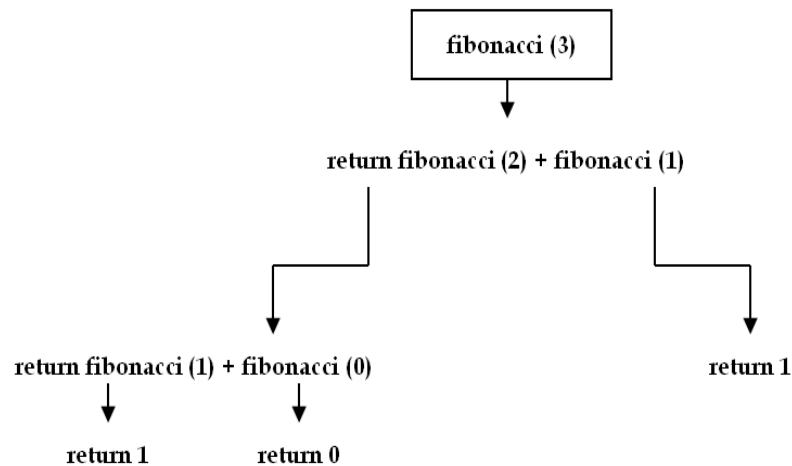 fibonacci (3)
return fibonacci (2) + fibonacci (1)
return fibonacci (1) + fibonacci (0)
return 1
return 1
return 0